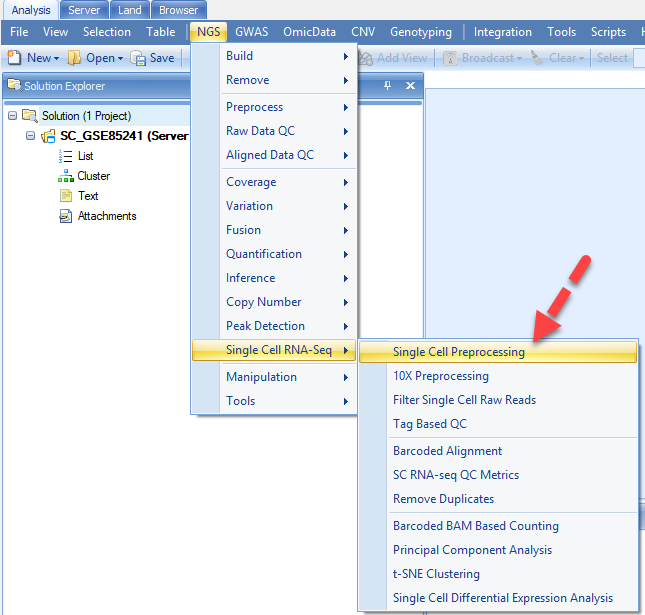 Analysis Server Land Browser
File View Selection Table NGS GWAS OmicData CNV Genotyping Integration Tools Scripts
New Open Save Add View Broadcast Clear Select
Solution Explorer
Solution (1 Project)
SC_GSE85241 (Server
List
Cluster
Text
Attachments
Build
Remove
Preprocess
Raw Data QC
Aligned Data QC
Coverage
Variation
Fusion
Quantification
Inference
Copy Number
Peak Detection
Single Cell RNA-Seq
Manipulation
Tools
Single Cell Preprocessing
10X Preprocessing
Filter Single Cell Raw Reads
Tag Based QC
Barcoded Alignment
SC RNA-seq QC Metrics
Remove Duplicates
Barcoded BAM Based Counting
Principal Component Analysis
t-SNE Clustering
Single Cell Differential Expression Analysis